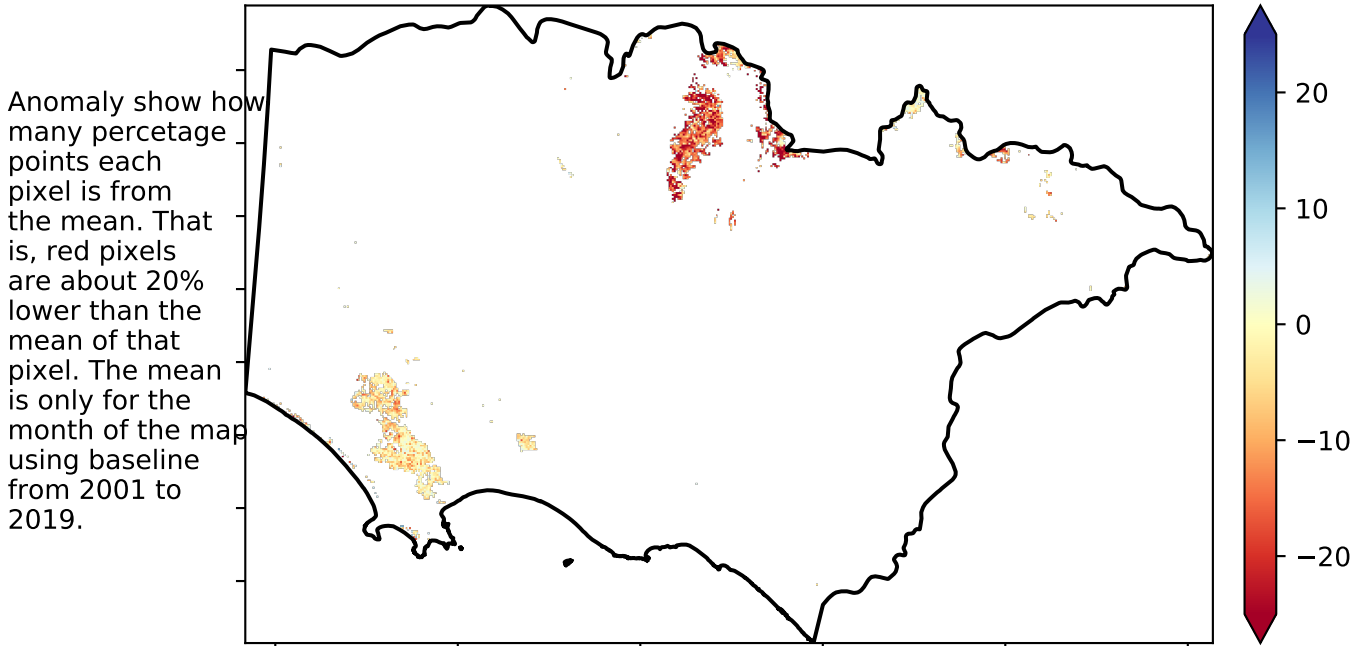 Anomaly show how
many percetage
points each
pixel is from
the mean. That
is, red pixels
are about 20%
lower than the
mean of that
pixel. The mean
is only for the
month of the map
using baseline
from 2001 to
2019.
20
10
0
−10
−20